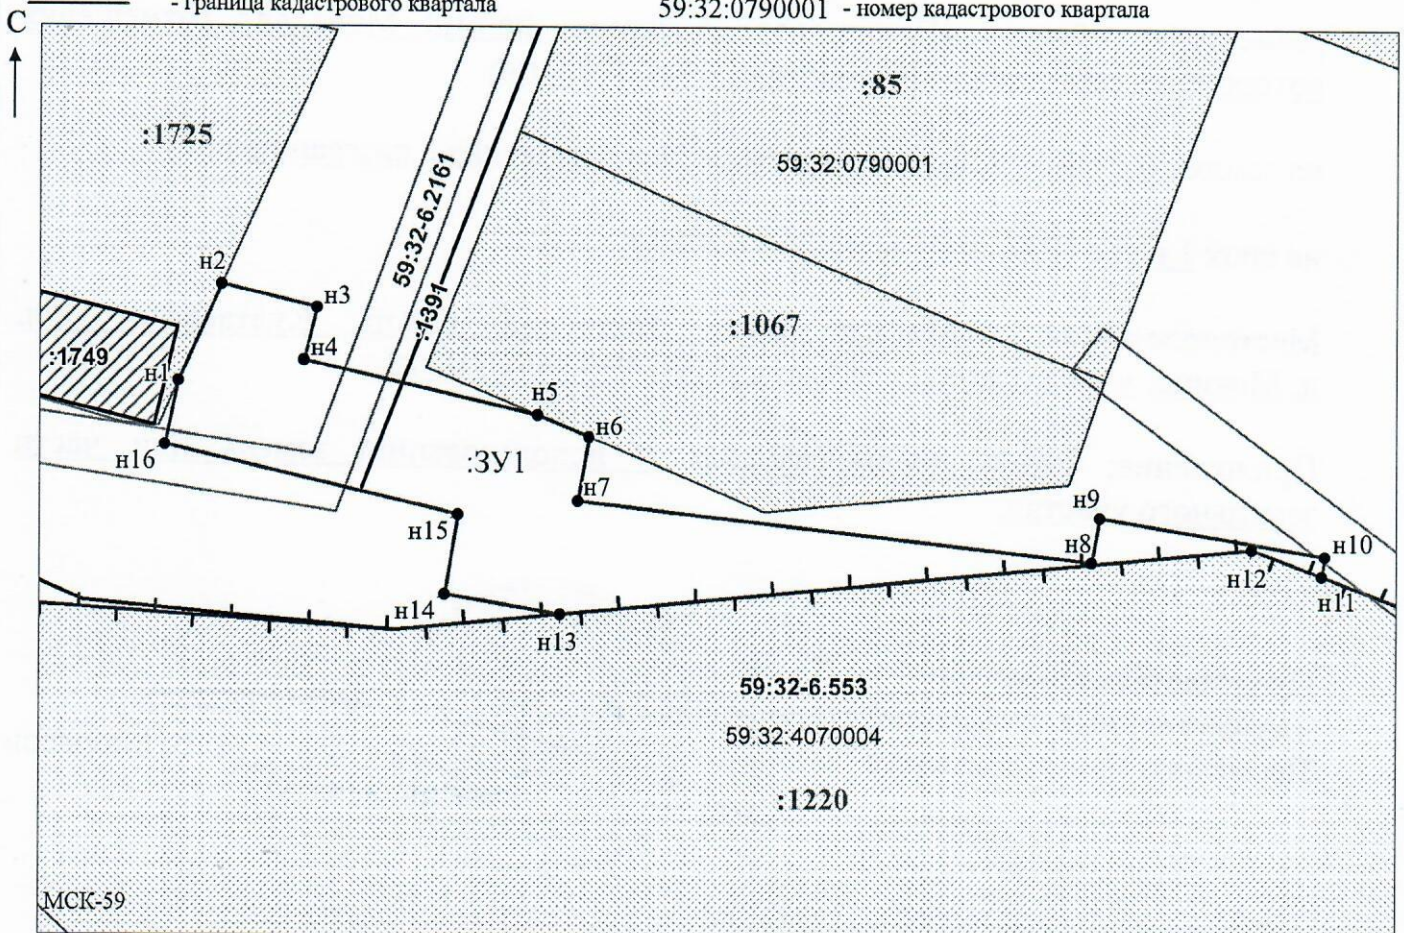 - граница кадастрового квартала
59:32:0790001 - номер кадастрового квартала
С
:85
:1725
59:32:0790001
59:32-6.2161
:1391
н2
н3
:1067
н4
:1749
н1
н5
н6
н16
:ЗУ1
н7
н9
н15
н8
н10
н12
н11
н14
н13
59:32-6.553
59:32:4070004
:1220
МСК-59